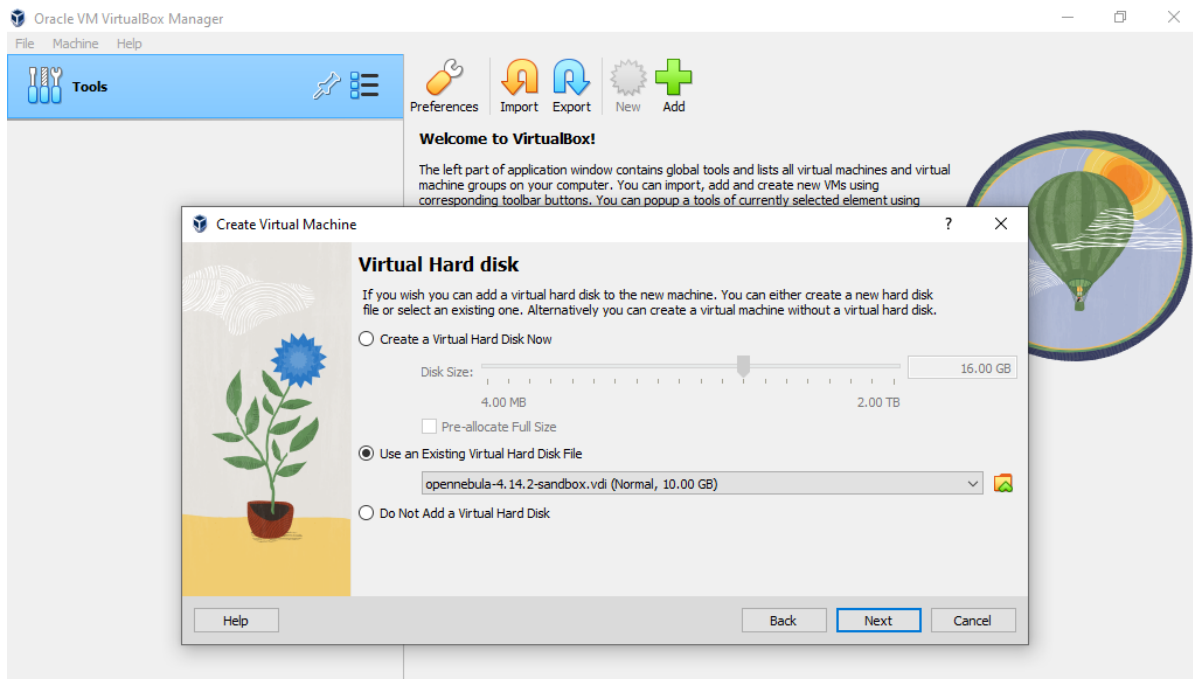 Oracle VM VirtualBox Manager
File Machine Help
Tools
Preferences Import Export New Add
Welcome to VirtualBox!
The left part of application window contains global tools and lists all virtual machines and virtual
machine groups on your computer. You can import, add and create new VMs using
corresponding toolbar buttons. You can popup a tools of currently selected element using
Create Virtual Machine
?
Virtual Hard disk
If you wish you can add a virtual hard disk to the new machine. You can either create a new hard disk
file or select an existing one. Alternatively you can create a virtual machine without a virtual hard disk.
Create a Virtual Hard Disk Now
Disk Size: 16.00 GB
4.00 MB 2.00 TB
Pre-allocate Full Size
Use an Existing Virtual Hard Disk File
opennebula-4.14.2-sandbox.vdi (Normal, 10.00 GB)
Do Not Add a Virtual Hard Disk
Help Back Next Cancel